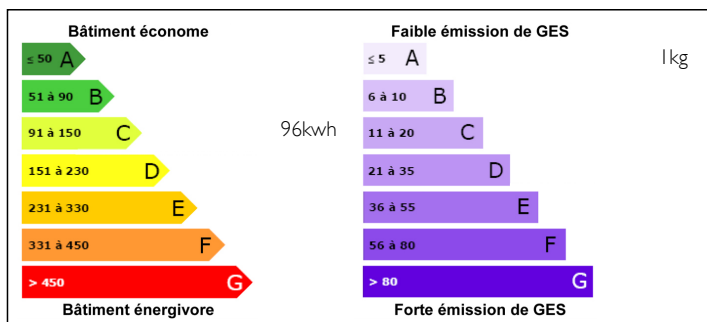 Bâtiment économe
≤ 50 A
51 à 90 B
91 à 150 C
151 à 230 D
231 à 330 E
331 à 450 F
> 450 G
Bâtiment énergivore
96kwh
Faible émission de GES
≤ 5 A
6 à 10 B
11 à 20 C
21 à 35 D
36 à 55 E
56 à 80 F
> 80 G
Forte émission de GES
1kg